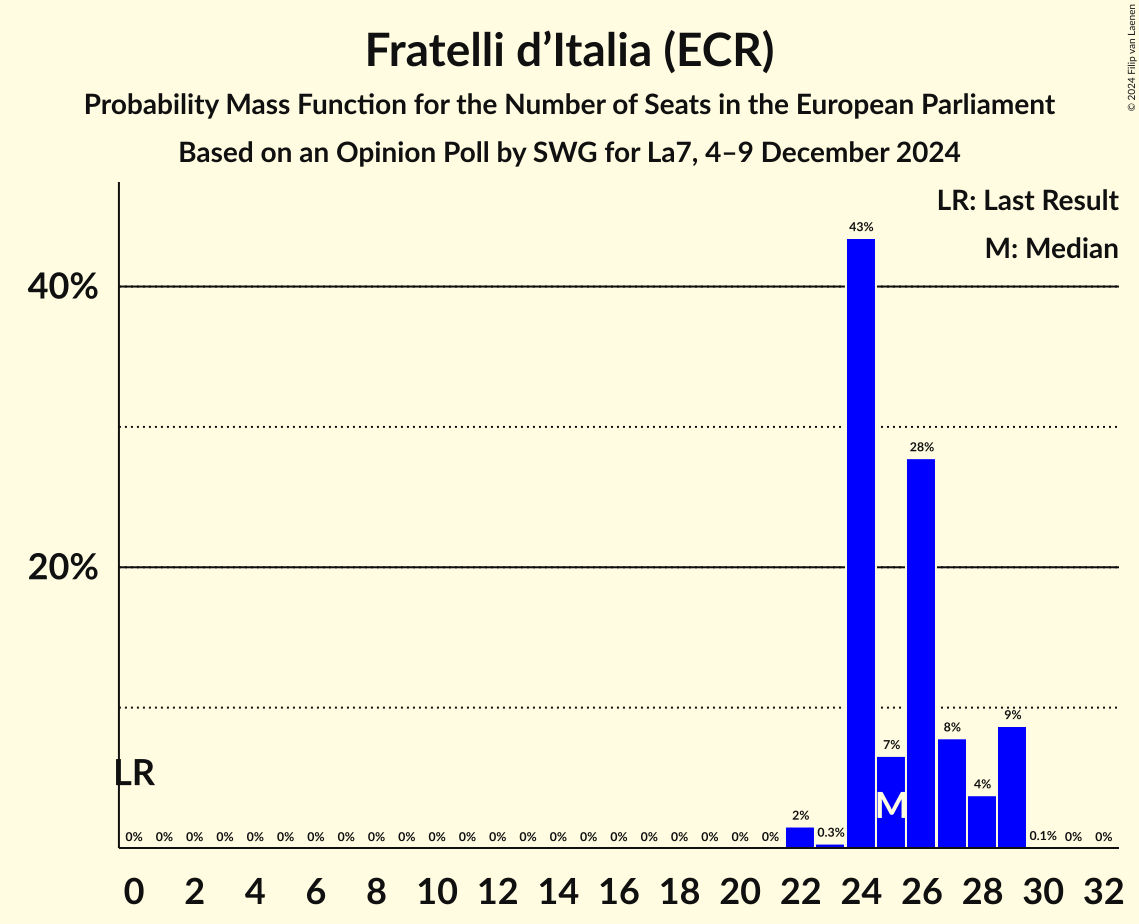 Fratelli d’Italia (ECR)
Probability Mass Function for the Number of Seats in the European Parliament
Based on an Opinion Poll by SWG for La7, 4–9 December 2024
© 2024 Filip van Laenen
LR: Last Result
M: Median
43%
40%
28%
20%
9%
8%
7%
4%
LR
M
2%
0% 0% 0% 0% 0% 0% 0% 0% 0% 0% 0% 0% 0% 0% 0% 0% 0% 0% 0% 0% 0% 0% 0.3% 0.1% 0% 0%
0 2 4 6 8 10 12 14 16 18 20 22 24 26 28 30 32